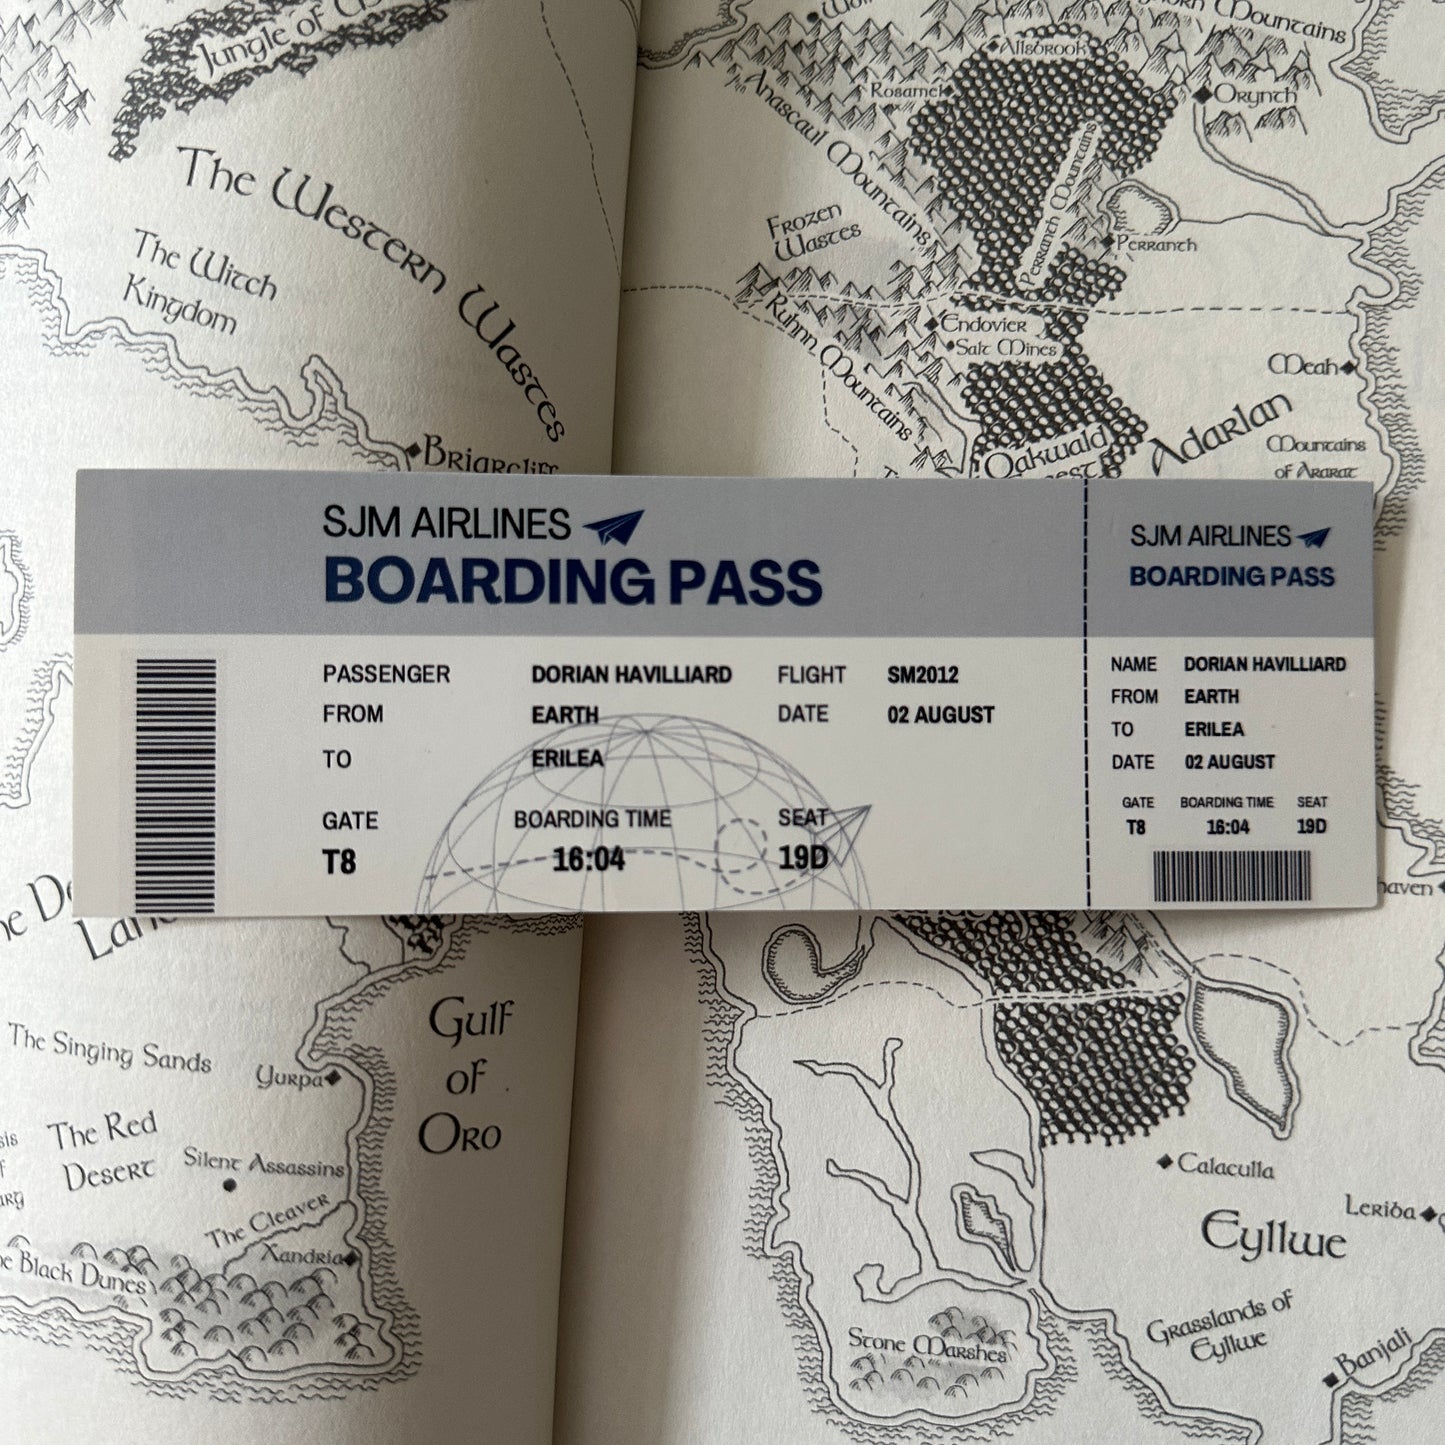 Jungle of
The Western Wastes
The Witch
Kingdom
Briarcliff
Mountains
Allsbrook
Rosamel
Orynth
Anascaul Mountains
Perranth Mountains
Frozen
Wastes
Perranth
Ruhnn Mountains
Endovier
Salt Mines
Meah
Adarlan
Oakwald
Mountains
of Ararat
SJM AIRLINES
BOARDING PASS
PASSENGER DORIAN HAVILLIARD FLIGHT SM2012
FROM EARTH DATE 02 AUGUST
TO ERILEA
GATE BOARDING TIME SEAT
T8 16:04 19D
SJM AIRLINES
BOARDING PASS
NAME DORIAN HAVILLIARD
FROM EARTH
TO ERILEA
DATE 02 AUGUST
GATE BOARDING TIME SEAT
T8 16:04 19D
Gulf
of
Oro
The Singing Sands
Yurpa
The Red
Desert
Silent Assassins
The Cleaver
Xandria
Black Dunes
Calaculla
Leriba
Eyllwe
Grasslands of
Eyllwe
Banjali
Stone Marshes